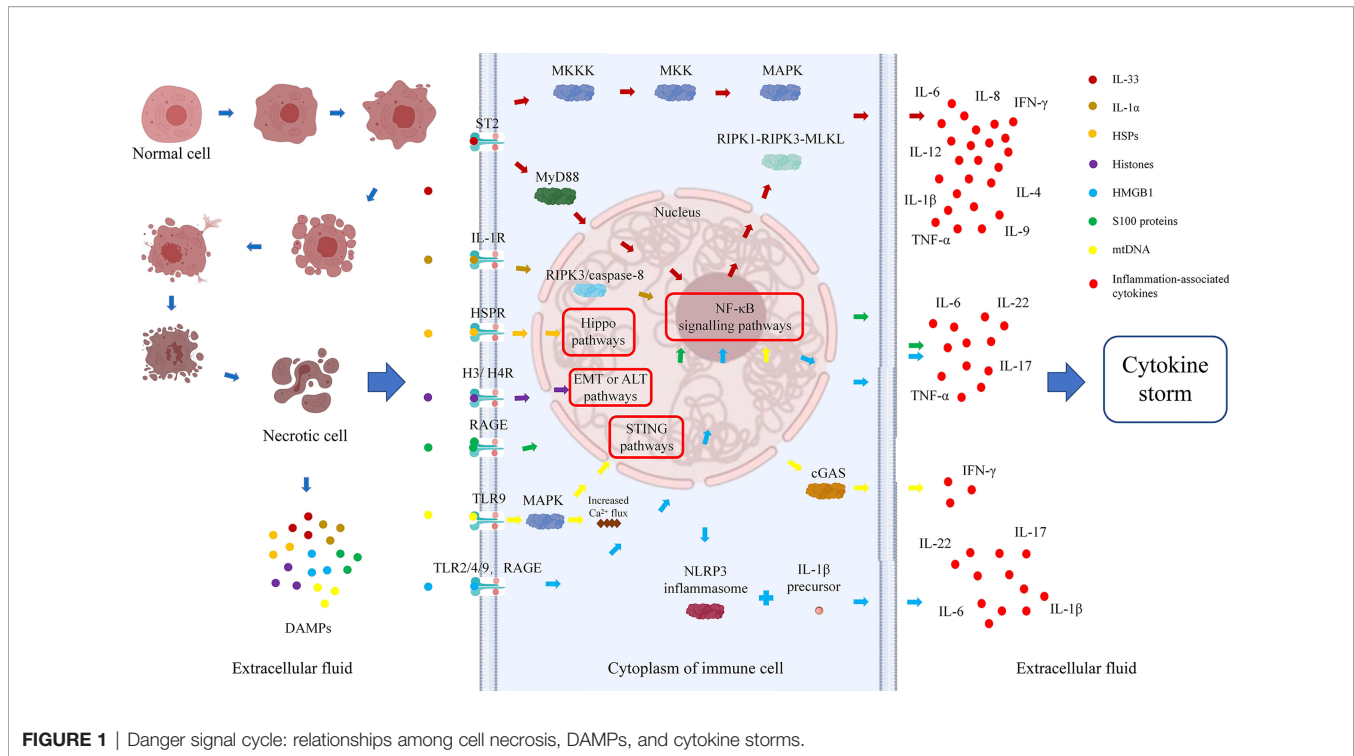 Normal cell
Necrotic cell
DAMPs
Extracellular fluid
ST2
IL-1R
HSPR
H3/ H4R
RAGE
TLR9
TLR2/4/9, RAGE
MKKK
MKK
MAPK
MyD88
RIPK1-RIPK3-MLKL
Nucleus
RIPK3/caspase-8
NF-κB
signalling pathways
Hippo
pathways
EMT or ALT
pathways
STING
pathways
MAPK
Increased
Ca²⁺ flux
cGAS
NLRP3
inflammasome
IL-1β
precursor
Cytoplasm of immune cell
IL-6
IL-8
IFN-γ
IL-12
IL-4
IL-1β
IL-9
TNF-α
IL-6
IL-22
IL-17
TNF-α
IFN-γ
IL-17
IL-22
IL-6
IL-1β
Extracellular fluid
IL-33
IL-1α
HSPs
Histones
HMGB1
S100 proteins
mtDNA
Inflammation-associated
cytokines
Cytokine
storm
FIGURE 1 | Danger signal cycle: relationships among cell necrosis, DAMPs, and cytokine storms.